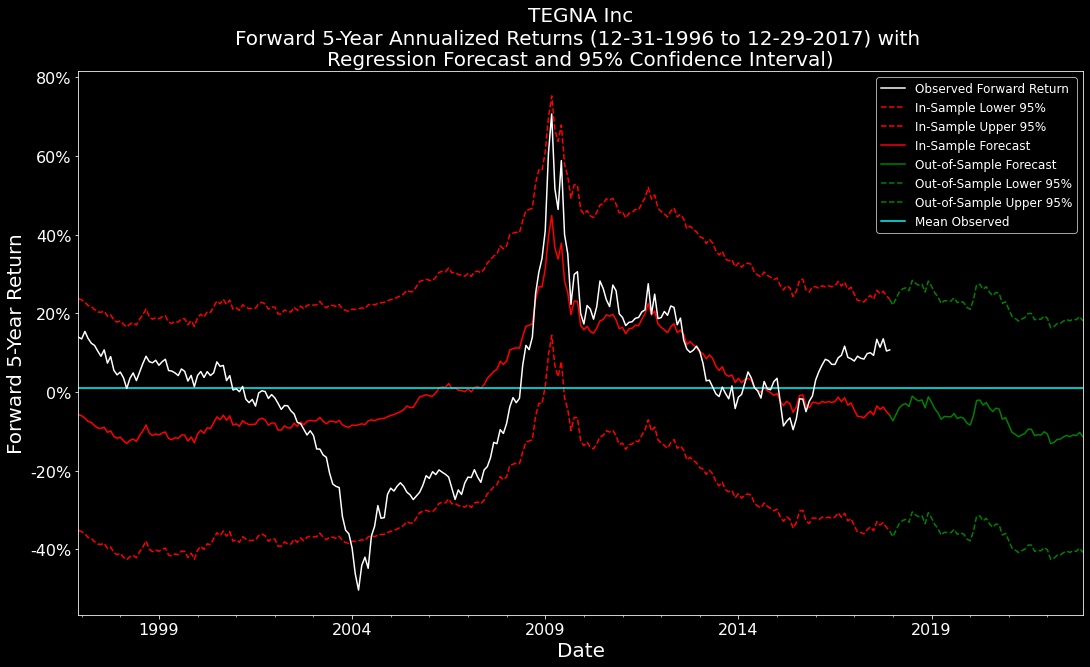 TEGNA Inc
Forward 5-Year Annualized Returns (12-31-1996 to 12-29-2017) with
Regression Forecast and 95% Confidence Interval)
Forward 5-Year Return
80%
60%
40%
20%
0%
-20%
-40%
Observed Forward Return
In-Sample Lower 95%
In-Sample Upper 95%
In-Sample Forecast
Out-of-Sample Forecast
Out-of-Sample Lower 95%
Out-of-Sample Upper 95%
Mean Observed
1999 2004 2009 2014 2019
Date